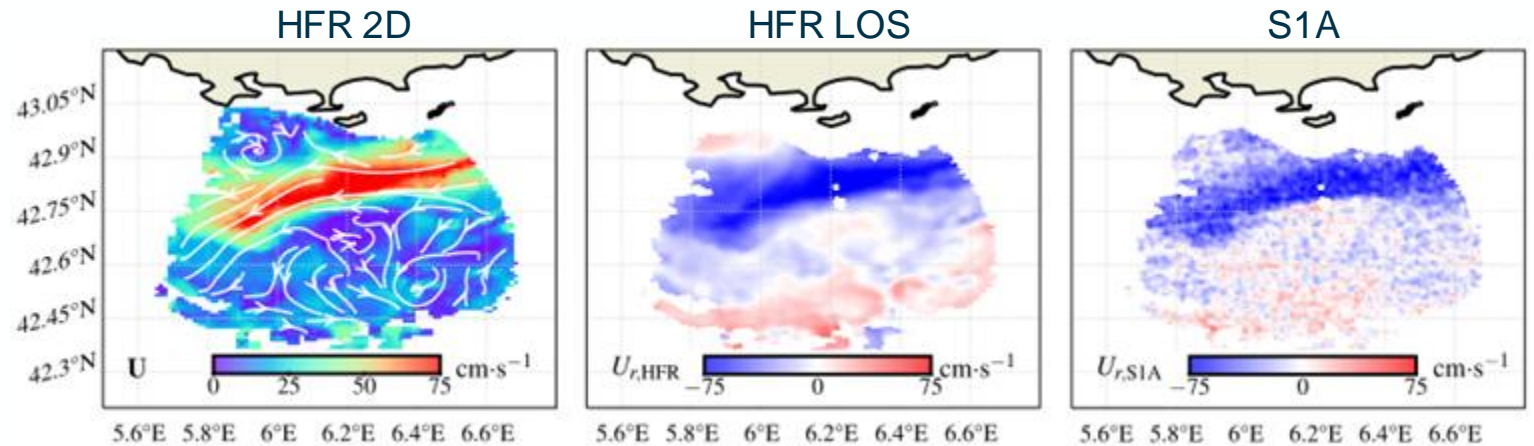 HFR 2D
HFR LOS
S1A
43.05°N
42.9°N
42.75°N
42.6°N
42.45°N
42.3°N
U
0 25 50 75 cm·s⁻¹
U_{r,HFR}
−75 0 75 cm·s⁻¹
U_{r,S1A}
−75 0 75 cm·s⁻¹
5.6°E 5.8°E 6°E 6.2°E 6.4°E 6.6°E
5.6°E 5.8°E 6°E 6.2°E 6.4°E 6.6°E
5.6°E 5.8°E 6°E 6.2°E 6.4°E 6.6°E